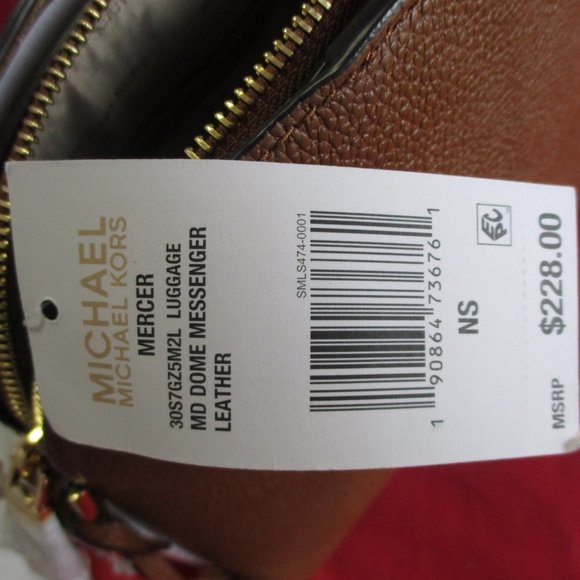 MICHAEL
MICHAEL KORS
MERCER
30S7GZ5M2L LUGGAGE
MD DOME MESSENGER
LEATHER
SMLS474-0001
1 90864 73676 1
NS
EPC
MSRP $228.00